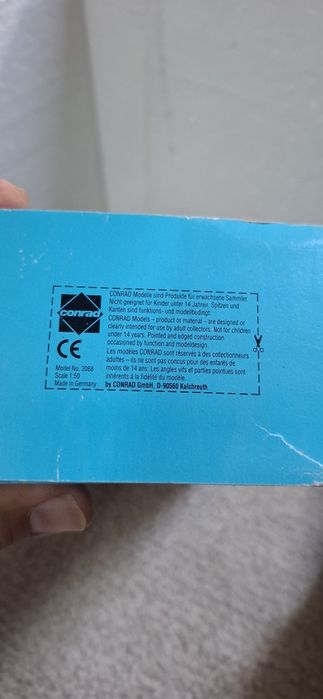 conrad
CE
Model No. 3088
Scale 1:50
Made in Germany
CONRAD Modelle sind Produkte für erwachsene Sammler.
Nicht geeignet für Kinder unter 14 Jahren. Spitzen und
Kanten sind funktions- und modellbedingt.
CONRAD Models – product or material – are designed or
clearly intended for use by adult collectors. Not for children
under 14 years. Pointed and edged construction
occasioned by function and modeldesign.
Les modèles CONRAD sont réservés à des collectionneurs
adultes – ils ne sont pas concus pour des enfants de
moins de 14 ans. Les angles vifs et parties pointues sont
inhérents à la fidélité du modèle.
by CONRAD GmbH, D-90560 Kalchreuth